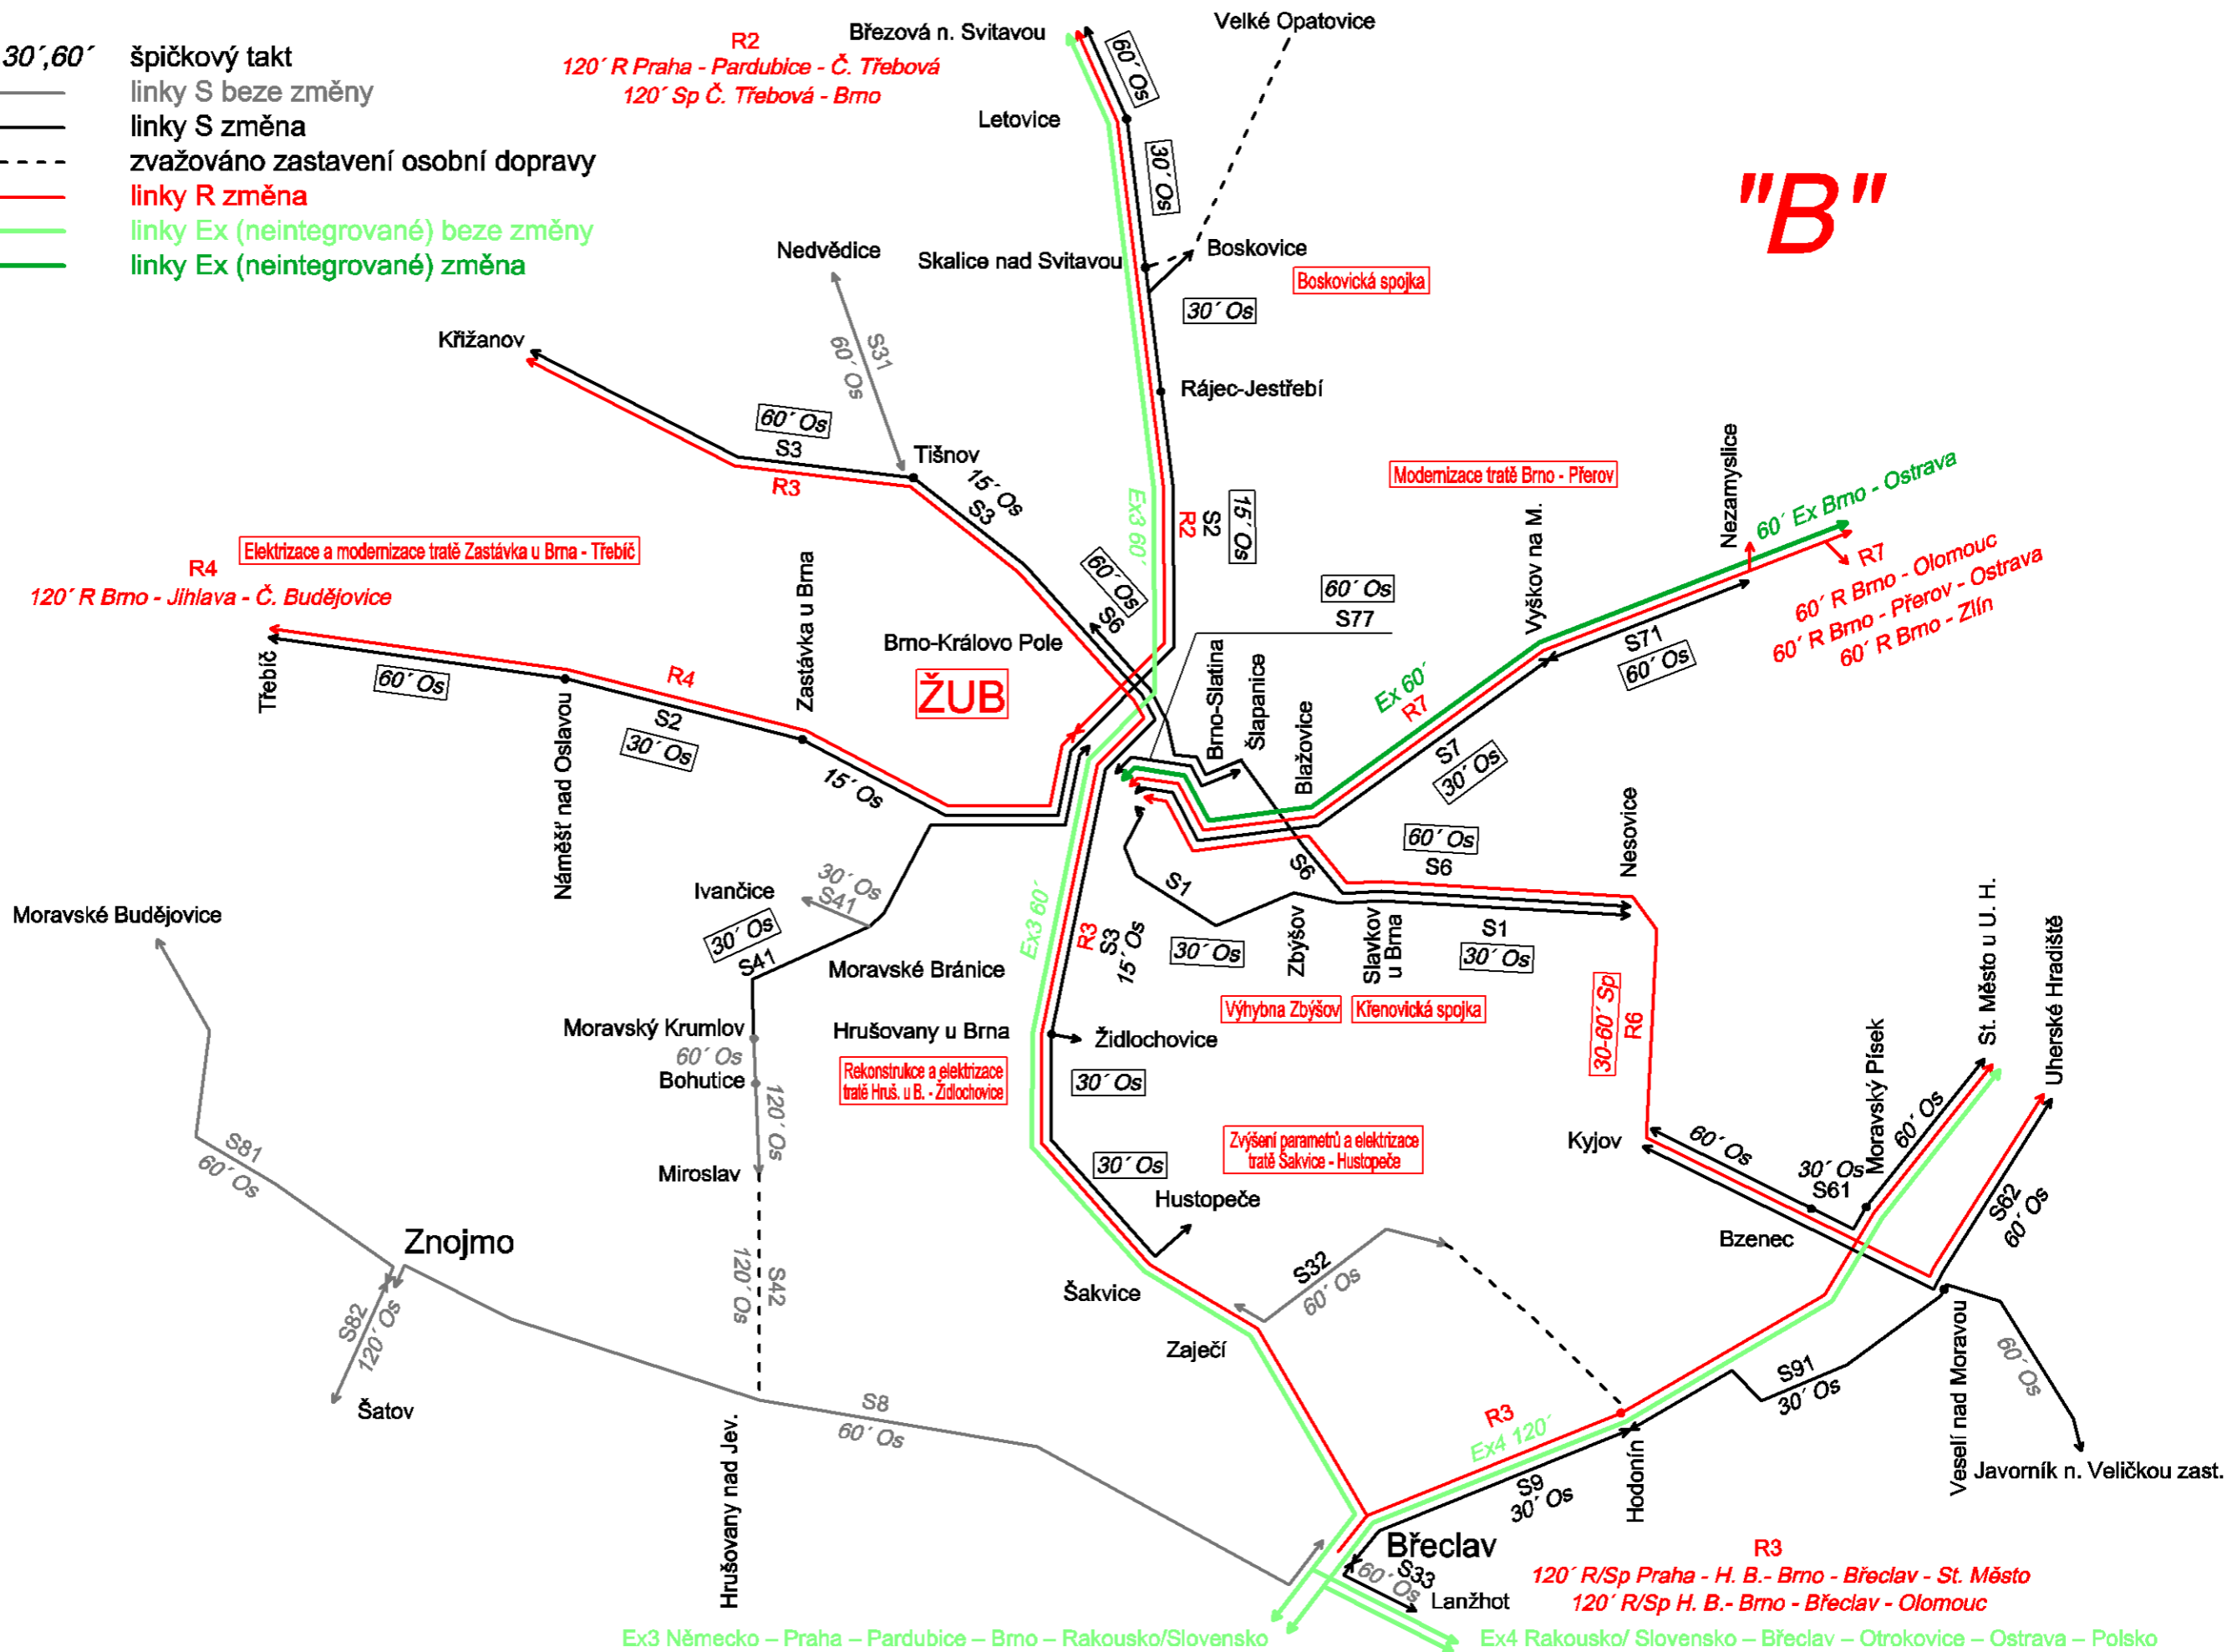 30´,60´ špičkový takt
linky S beze změny
linky S změna
zvažováno zastavení osobní dopravy
linky R změna
linky Ex (neintegrované) beze změny
linky Ex (neintegrované) změna
R2
120´ R Praha - Pardubice - Č. Třebová
120´ Sp Č. Třebová - Brno
Březová n. Svitavou
Velké Opatovice
60´ Os
Letovice
30´ Os
"B"
Nedvědice
Skalice nad Svitavou
Boskovice
Boskovická spojka
30´ Os
Křižanov
S31
60´ Os
Rájec-Jestřebí
60´ Os
S3
R3
Tišnov
15´ Os
S3
Ex3 60´
R2
S2
15´ Os
Modernizace tratě Brno - Přerov
Nezamyslice
60´ Ex Brno - Ostrava
Vyškov na M.
R7
60´ R Brno - Olomouc
60´ R Brno - Přerov - Ostrava
60´ R Brno - Zlín
Elektrizace a modernizace tratě Zastávka u Brna - Třebíč
R4
120´ R Brno - Jihlava - Č. Budějovice
Zastávka u Brna
60´ Os
S6
60´ Os
S77
Brno-Královo Pole
ŽUB
Brno-Slatina
Šlapanice
Blažovice
S71
60´ Os
Třebíč
60´ Os
R4
S2
30´ Os
Náměšť nad Oslavou
15´ Os
Ex 60´
R7
S7
30´ Os
Nesovice
60´ Os
S6
S6
S1
30´ Os
Zbýšov
Slavkov
u Brna
S1
30´ Os
Ivančice
30´ Os
S41
30´ Os
S41
Moravské Budějovice
Moravské Bránice
Ex3 60´
R3
S3
15´ Os
Výhybna Zbýšov
Křenovická spojka
30-60´ Sp
R6
St. Město u U. H.
Uherské Hradiště
Moravský Písek
Moravský Krumlov
60´ Os
Bohutice
120´ Os
Miroslav
Hrušovany u Brna
Židlochovice
Rekonstrukce a elektrizace
tratě Hruš. u B. - Židlochovice
30´ Os
30´ Os
Zvýšení parametrů a elektrizace
tratě Šakvice - Hustopeče
Hustopeče
Kyjov
60´ Os
30´ Os
S61
60´ Os
Bzenec
S62
60´ Os
S81
60´ Os
Znojmo
S82
120´ Os
Šatov
120´ Os
S42
Šakvice
S32
60´ Os
Zaječí
S8
60´ Os
Hrušovany nad Jev.
R3
Ex4 120´
S9
30´ Os
Hodonín
S91
30´ Os
Veselí nad Moravou
60´ Os
Javorník n. Veličkou zast.
Břeclav
60´ Os
S33
Lanžhot
R3
120´ R/Sp Praha - H. B.- Brno - Břeclav - St. Město
120´ R/Sp H. B.- Brno - Břeclav - Olomouc
Ex3 Německo – Praha – Pardubice – Brno – Rakousko/Slovensko
Ex4 Rakousko/ Slovensko – Břeclav – Otrokovice – Ostrava – Polsko